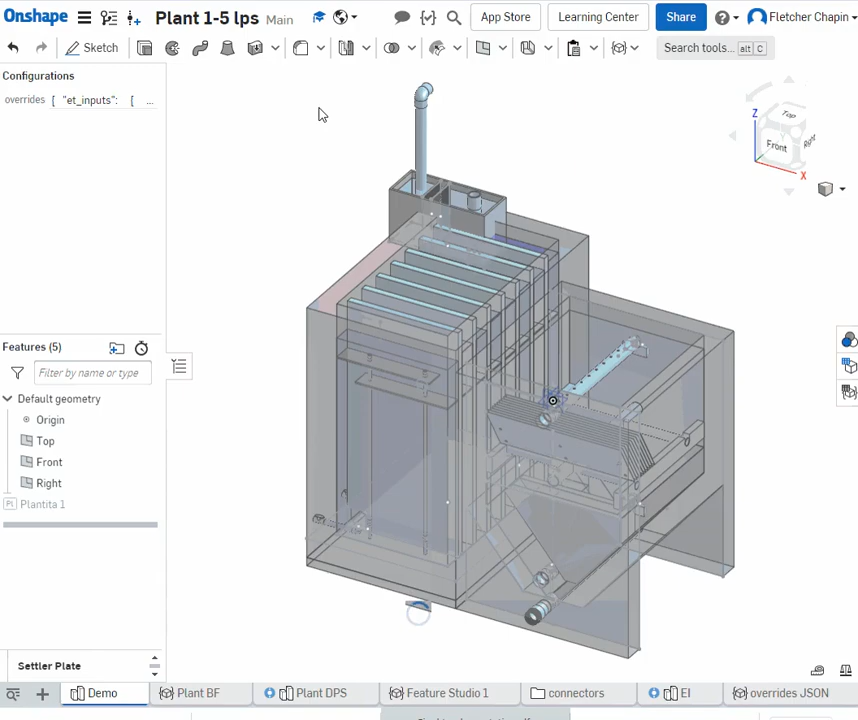 Onshape
Plant 1-5 lps Main
App Store
Learning Center
Share
Fletcher Chapin
Sketch
Search tools... alt C
Configurations
overrides [ "et_inputs": [ ...
Z
Top
Front
Right
X
Features (5)
Filter by name or type
Default geometry
Origin
Top
Front
Right
Pl Plantita 1
Settler Plate
Demo
Plant BF
Plant DPS
Feature Studio 1
connectors
EI
overrides JSON